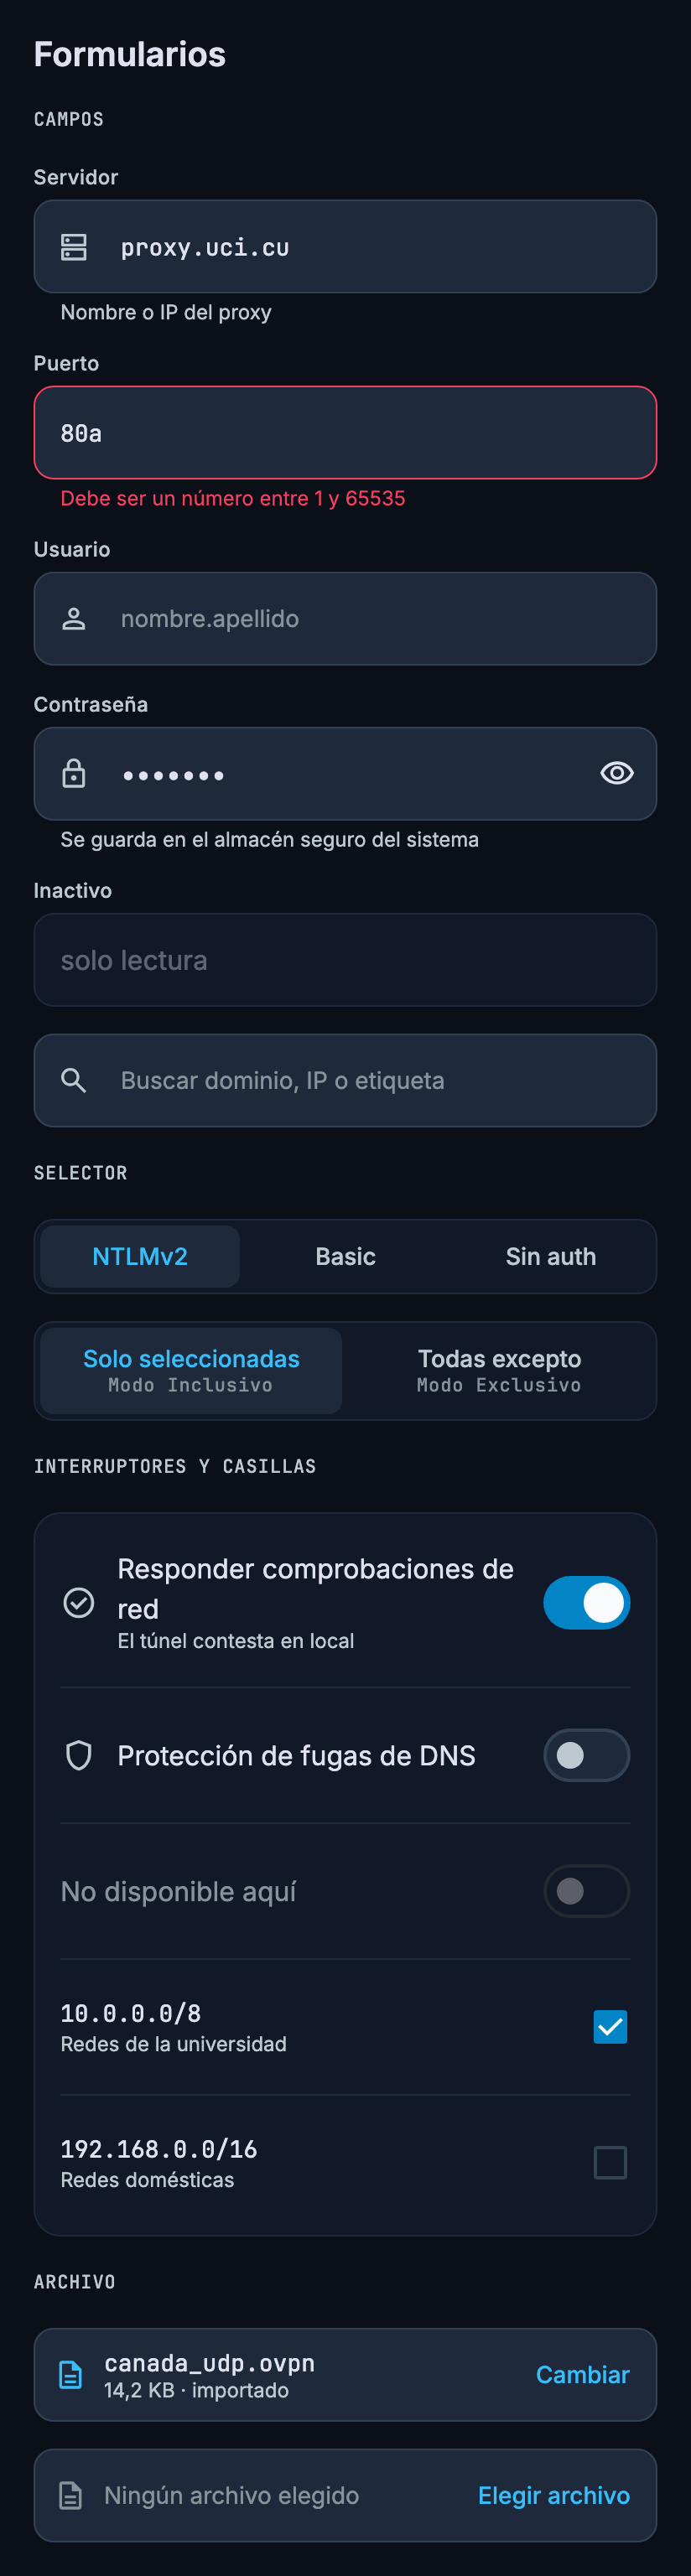 Formularios
CAMPOS
Servidor
proxy.uci.cu
Nombre o IP del proxy
Puerto
80a
Debe ser un número entre 1 y 65535
Usuario
nombre.apellido
Contraseña
•••••••
Se guarda en el almacén seguro del sistema
Inactivo
solo lectura
Buscar dominio, IP o etiqueta
SELECTOR
NTLMv2 Basic Sin auth
Solo seleccionadas Todas excepto
Modo Inclusivo Modo Exclusivo
INTERRUPTORES Y CASILLAS
Responder comprobaciones de
red
El túnel contesta en local
Protección de fugas de DNS
No disponible aquí
10.0.0.0/8
Redes de la universidad
192.168.0.0/16
Redes domésticas
ARCHIVO
canada_udp.ovpn
14,2 KB · importado
Cambiar
Ningún archivo elegido Elegir archivo